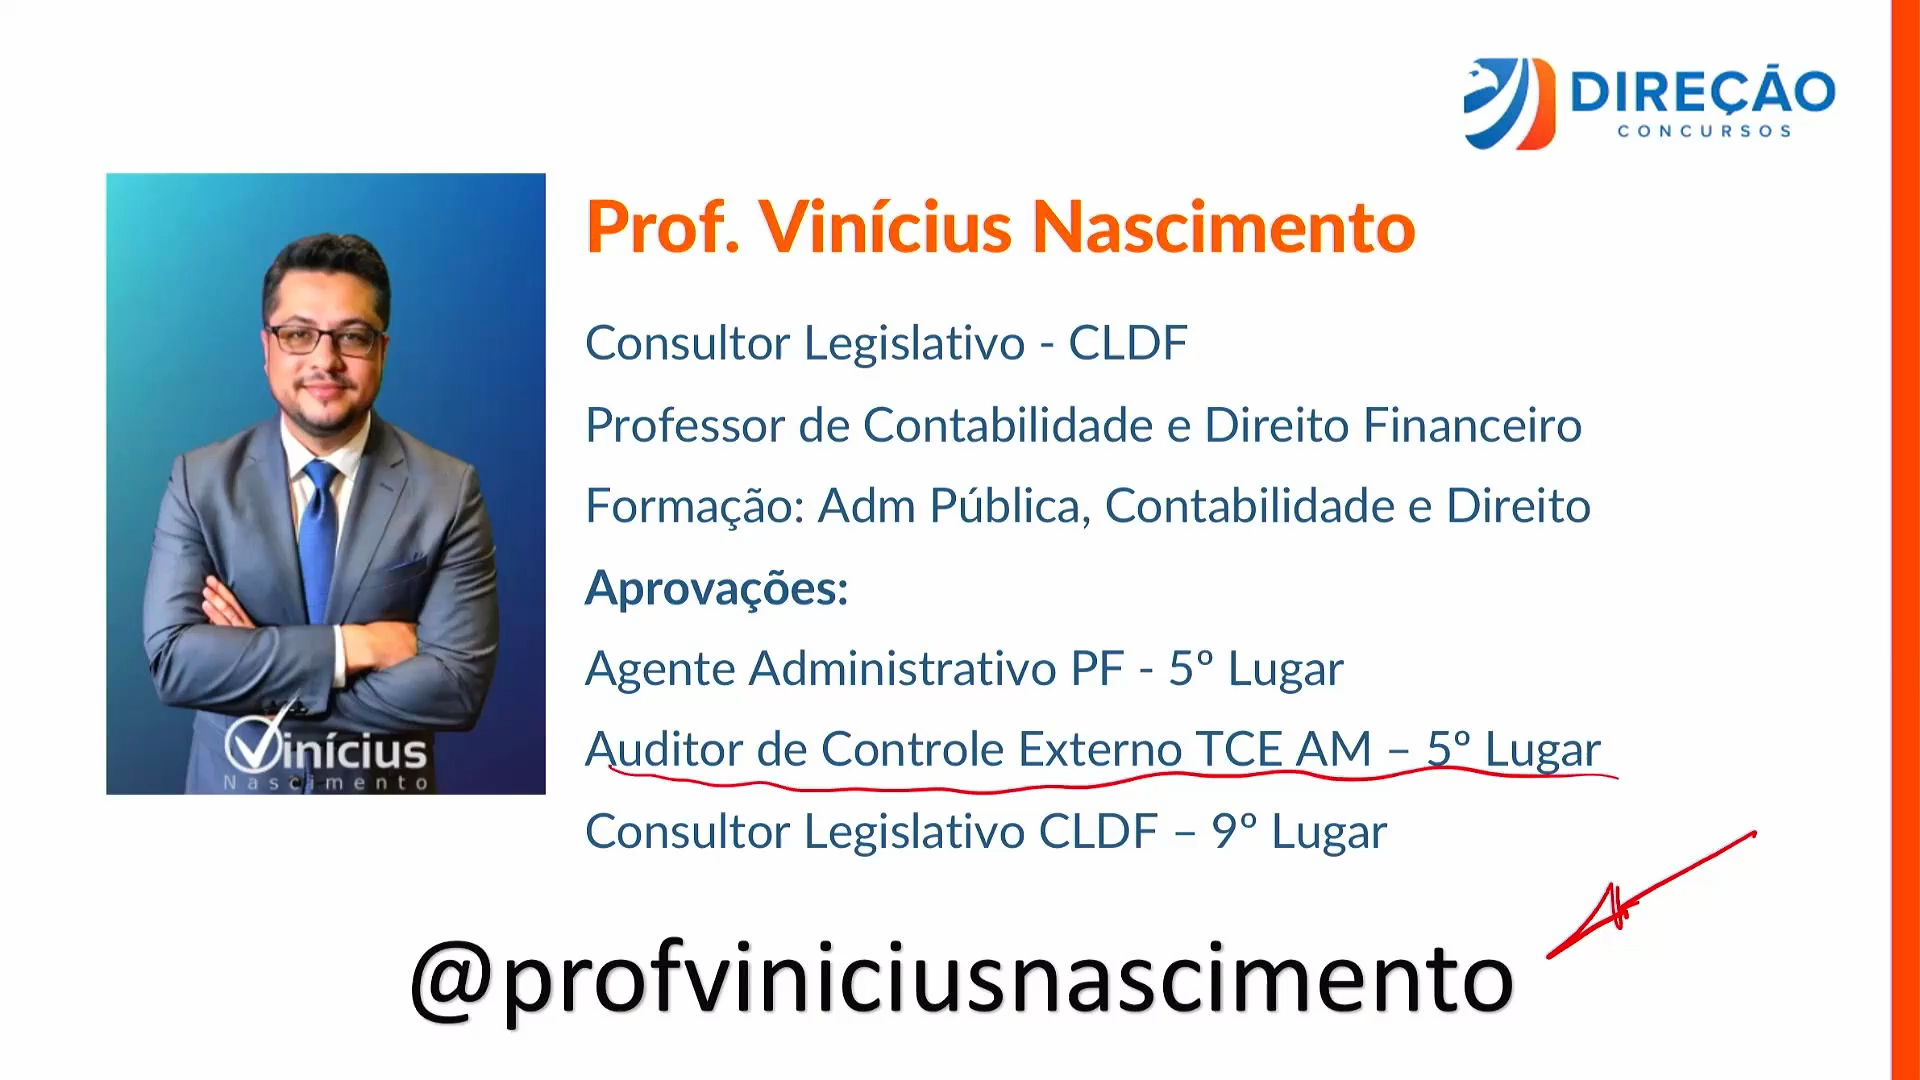 DIREÇÃO
CONCURSOS
Prof. Vinícius Nascimento
Consultor Legislativo - CLDF
Professor de Contabilidade e Direito Financeiro
Formação: Adm Pública, Contabilidade e Direito
Aprovações:
Agente Administrativo PF - 5º Lugar
Auditor de Controle Externo TCE AM – 5º Lugar
Consultor Legislativo CLDF – 9º Lugar
Vinícius
Nascimento
@profviniciusnascimento